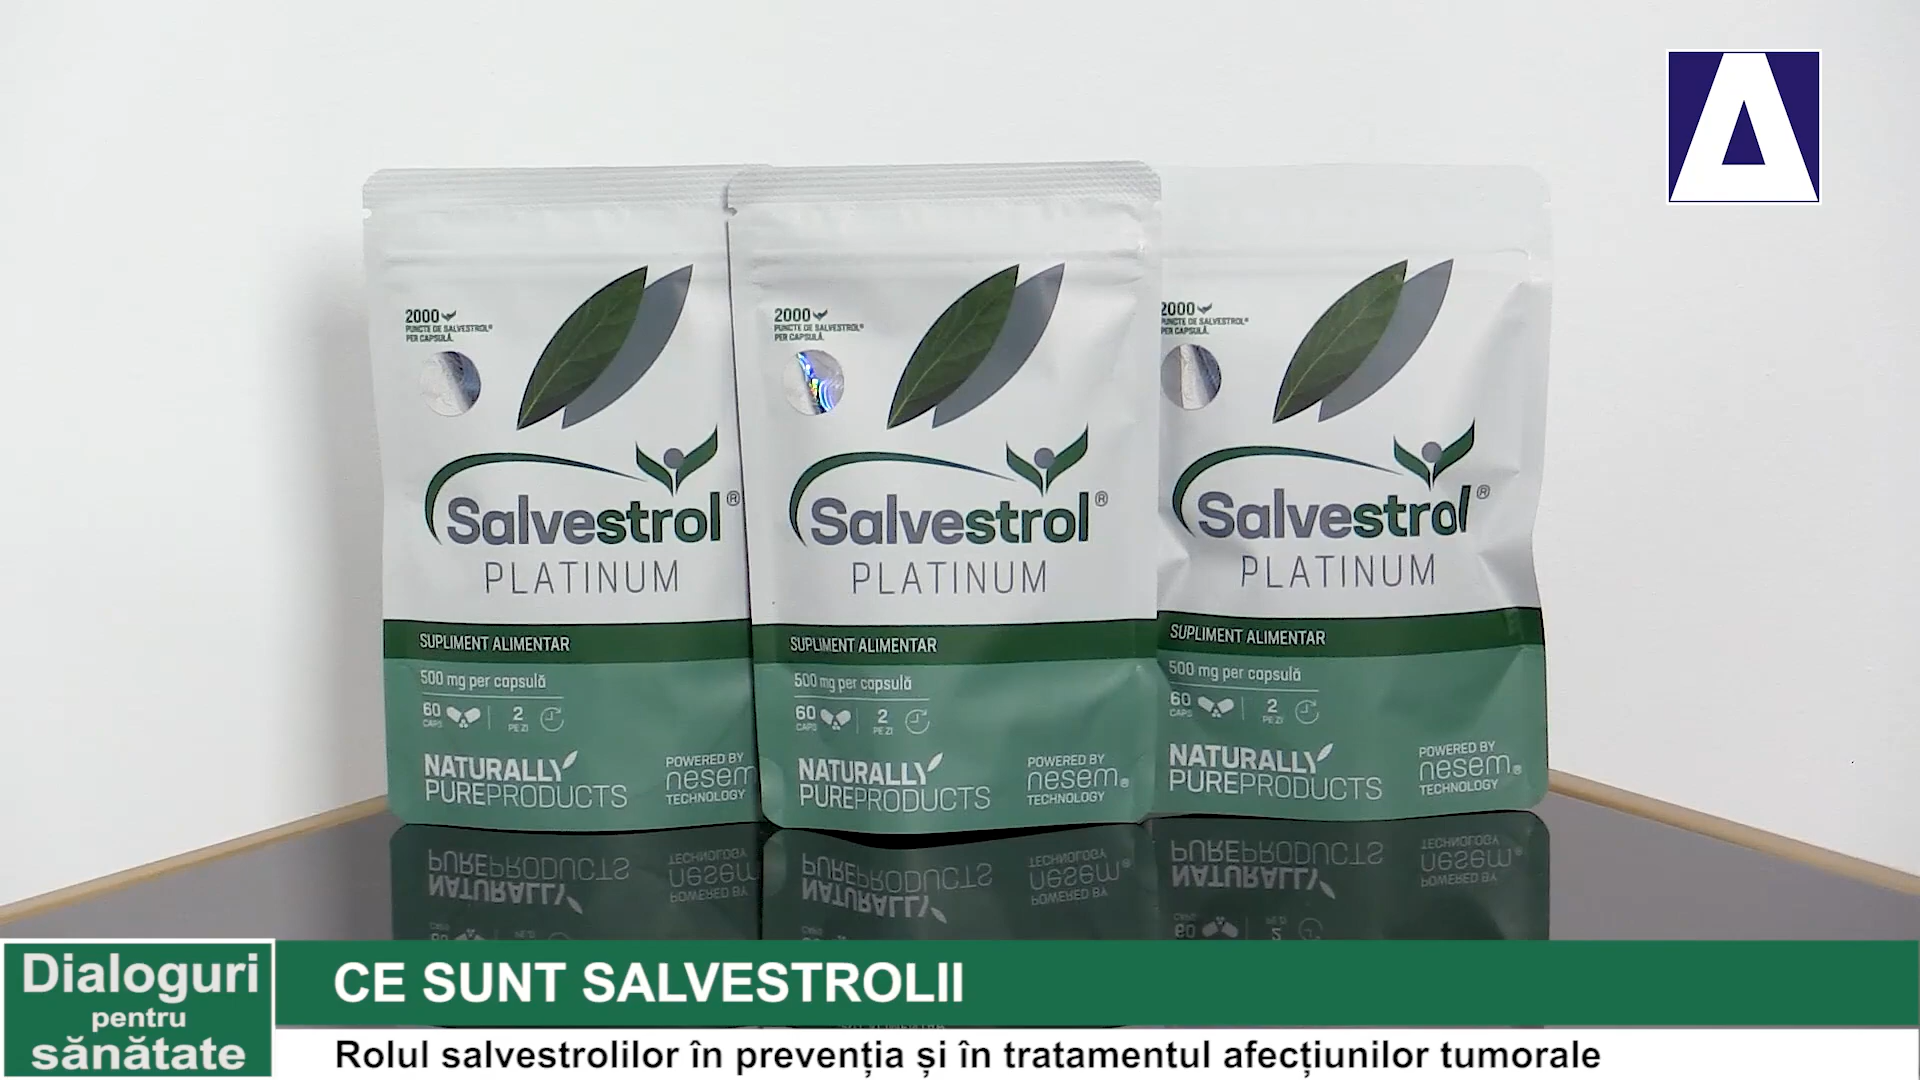 2000
PUNCTE DE SALVESTROL®
PER CAPSULĂ.
Salvestrol®
PLATINUM
SUPLIMENT ALIMENTAR
500 mg per capsulă
60
CAPS
2
PE ZI
NATURALLY
PUREPRODUCTS
POWERED BY
nesem
TECHNOLOGY
2000
PUNCTE DE SALVESTROL®
PER CAPSULĂ.
Salvestrol®
PLATINUM
SUPLIMENT ALIMENTAR
500 mg per capsulă
60
CAPS
2
PE ZI
NATURALLY
PUREPRODUCTS
POWERED BY
nesem®
TECHNOLOGY
2000
PUNCTE DE SALVESTROL®
PER CAPSULĂ.
Salvestrol®
PLATINUM
SUPLIMENT ALIMENTAR
500 mg per capsulă
60
CAPS
2
PE ZI
NATURALLY
PUREPRODUCTS
POWERED BY
nesem®
TECHNOLOGY
Dialoguri
pentru
sănătate
CE SUNT SALVESTROLII
Rolul salvestrolilor în prevenția și în tratamentul afecțiunilor tumorale